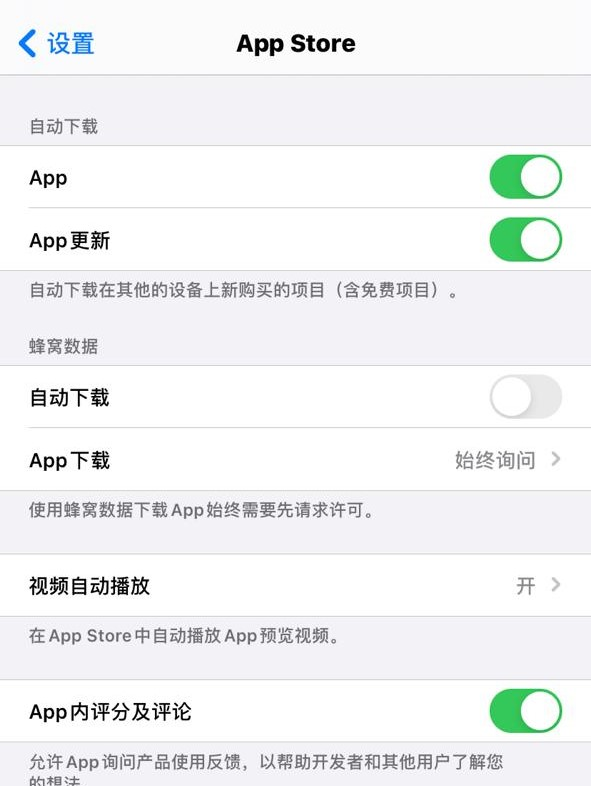 设置
App Store
自动下载
App
App更新
自动下载在其他的设备上新购买的项目（含免费项目）。
蜂窝数据
自动下载
App下载
始终询问
使用蜂窝数据下载App始终需要先请求许可。
视频自动播放
开
在App Store中自动播放App预览视频。
App内评分及评论
允许App询问产品使用反馈，以帮助开发者和其他用户了解您
的想法